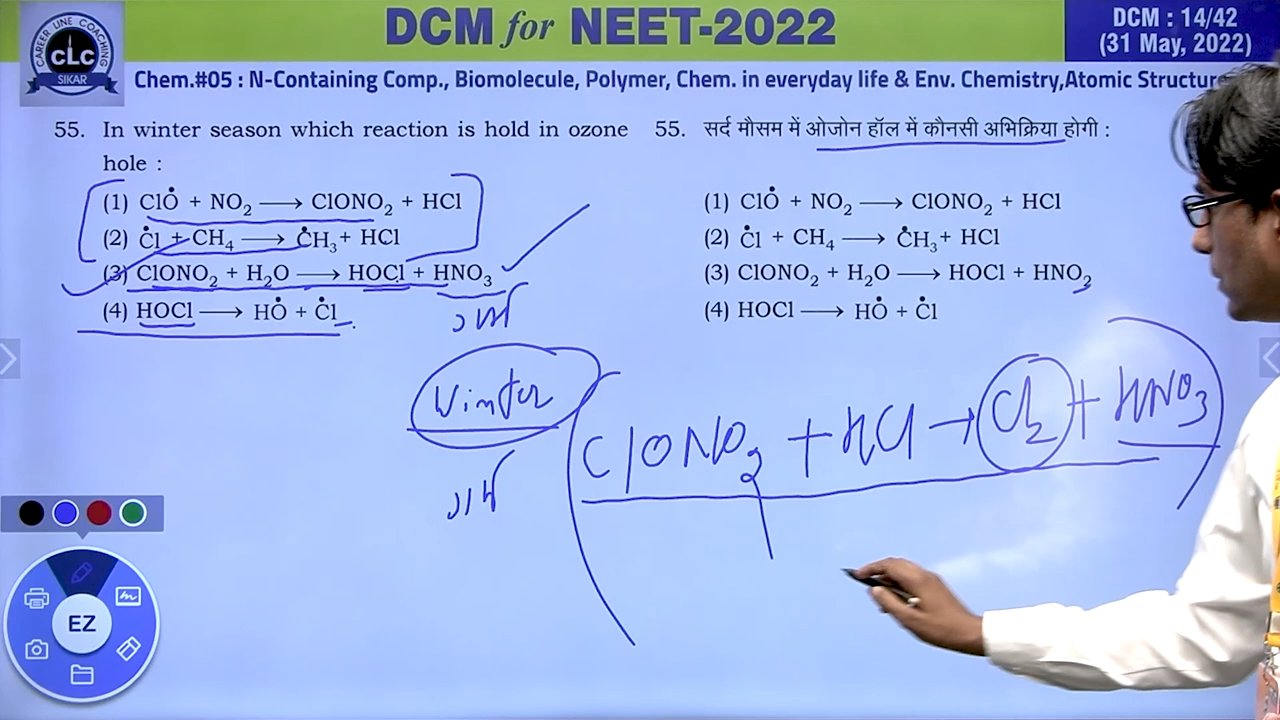 DCM for NEET-2022
DCM : 14/42
(31 May, 2022)
CAREER LINE COACHING
CLC
SIKAR
Chem.#05 : N-Containing Comp., Biomolecule, Polymer, Chem. in everyday life & Env. Chemistry,Atomic Structure
55. In winter season which reaction is hold in ozone
hole :
(1) ClȮ + NO₂ ⟶ ClONO₂ + HCl
(2) Ċl + CH₄ ⟶ ĊH₃ + HCl
(3) ClONO₂ + H₂O ⟶ HOCl + HNO₃
(4) HOCl ⟶ HȮ + Ċl
55. सर्द मौसम में ओजोन हॉल में कौनसी अभिक्रिया होगी :
(1) ClȮ + NO₂ ⟶ ClONO₂ + HCl
(2) Ċl + CH₄ ⟶ ĊH₃ + HCl
(3) ClONO₂ + H₂O ⟶ HOCl + HNO₂
(4) HOCl ⟶ HȮ + Ċl
Winter
ClONO₂ + HCl → Cl₂ + HNO₃
EZ